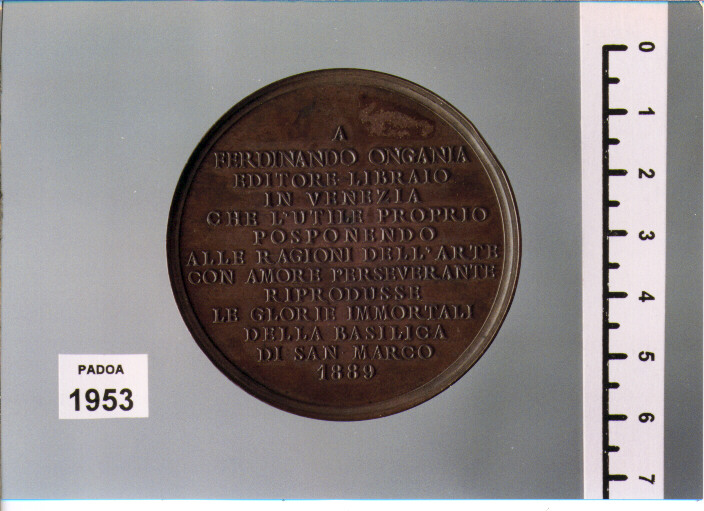 A
FERDINANDO ONGANIA
EDITORE LIBRAIO
IN VENEZIA
CHE L'UTILE PROPRIO
POSPONENDO
ALLE RAGIONI DELL'ARTE
CON AMORE PERSEVERANTE
RIPRODUSSE
LE GLORIE IMMORTALI
DELLA BASILICA
DI SAN MARCO
1889
PADOA
1953
0
1
2
3
4
5
6
7